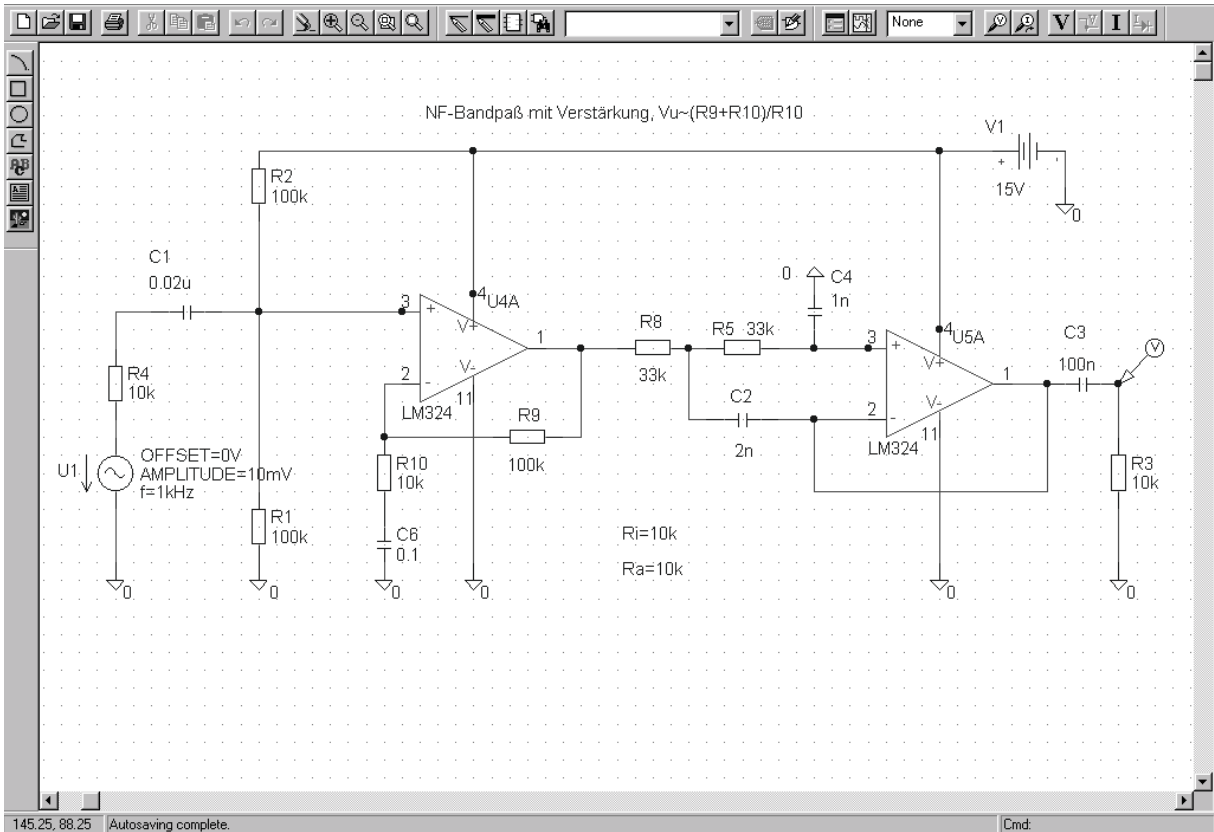 None
V
I
NF-Bandpaß mit Verstärkung, Vu~(R9+R10)/R10
V1
+
15V
0
R2
100k
C1
0.02u
3
+
4
U4A
V+
1
2
-
V-
11
LM324
R4
10k
OFFSET=0V
U1
AMPLITUDE=10mV
f=1kHz
R1
100k
R10
10k
C6
0.1
R9
100k
R8
33k
R5 33k
0
C4
1n
C2
2n
3
+
4
U5A
V+
1
2
-
V-
11
LM324
C3
100n
V
R3
10k
Ri=10k
Ra=10k
0
0
0
0
0
0
145.25, 88.25 Autosaving complete.
Cmd: